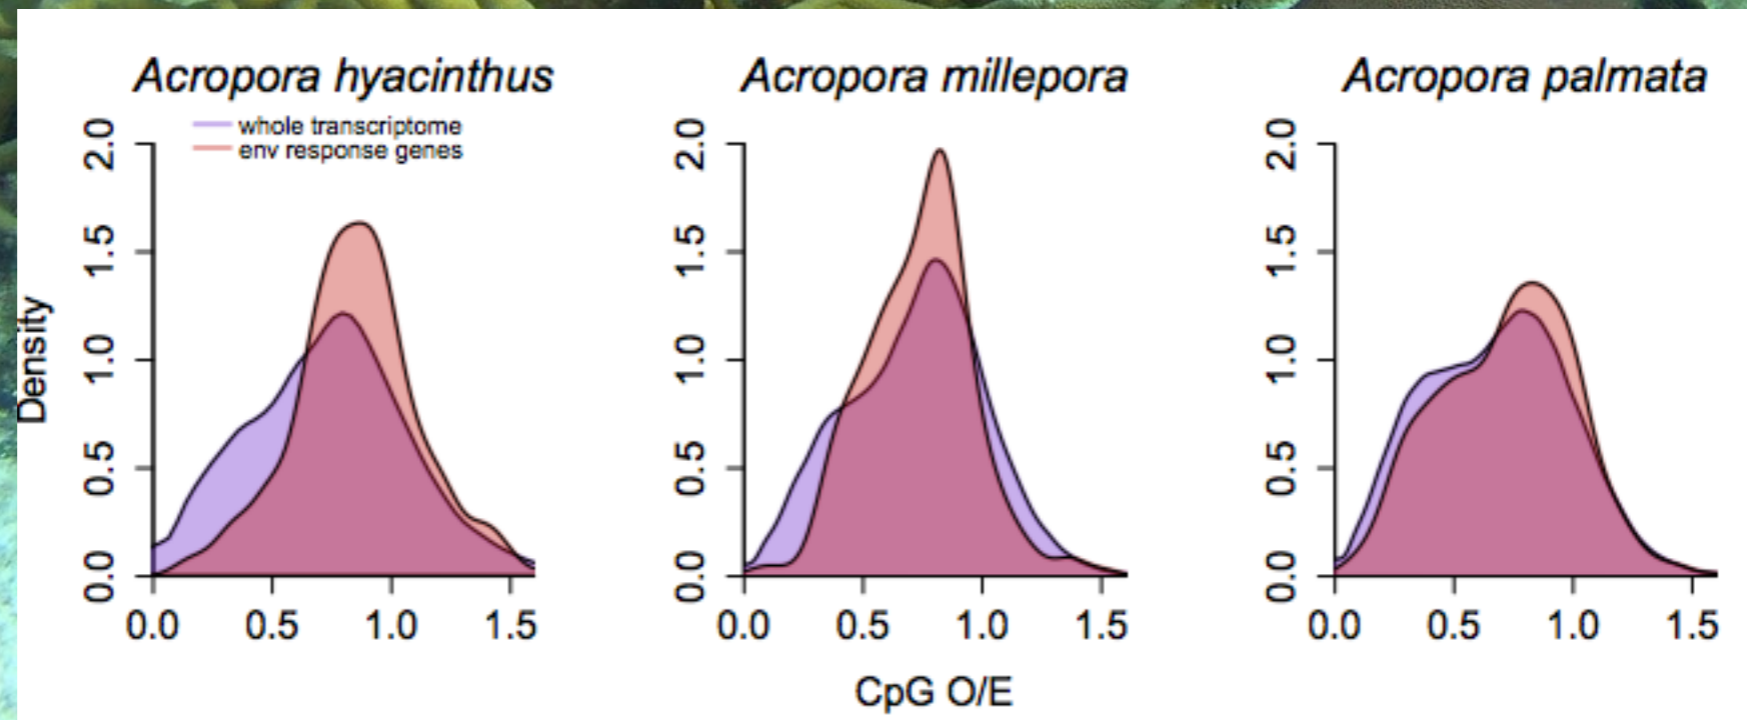 Acropora hyacinthus
Acropora millepora
Acropora palmata
whole transcriptome
env response genes
Density
2.0
1.5
1.0
0.5
0.0
0.0 0.5 1.0 1.5
2.0
1.5
1.0
0.5
0.0
0.0 0.5 1.0 1.5
2.0
1.5
1.0
0.5
0.0
0.0 0.5 1.0 1.5
CpG O/E